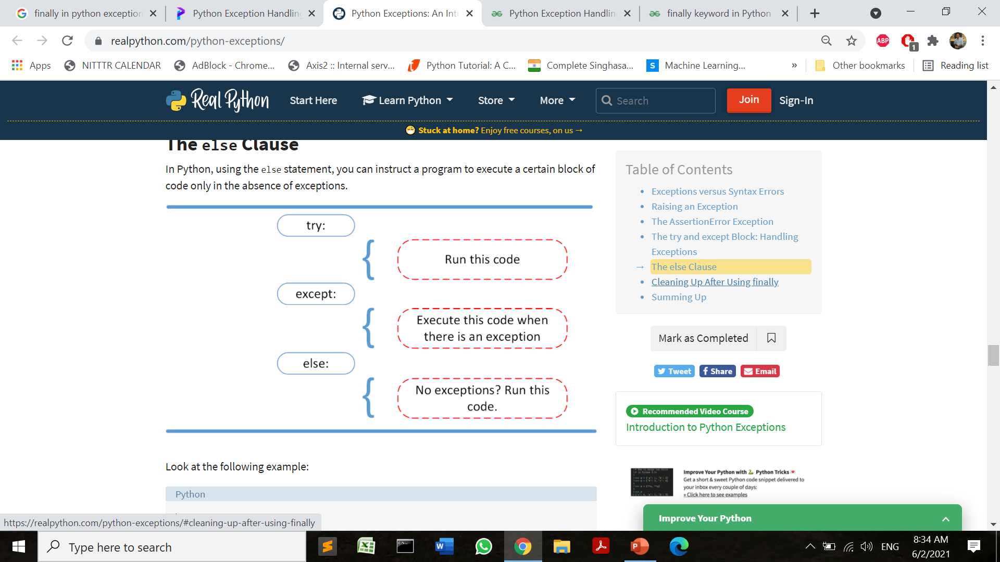 finally in python exception
Python Exception Handling
Python Exceptions: An Int
Python Exception Handlin
finally keyword in Python
realpython.com/python-exceptions/
ABP
1
Apps
NITTTR CALENDAR
AdBlock - Chrome...
Axis2 :: Internal serv...
Python Tutorial: A C...
Complete Singhasa...
S
Machine Learning...
»
Other bookmarks
Reading list
Real Python
Start Here
Learn Python
Store
More
Search
Join
Sign-In
Stuck at home? Enjoy free courses, on us →
The else Clause
In Python, using the else statement, you can instruct a program to execute a certain block of
code only in the absence of exceptions.
try:
Run this code
except:
Execute this code when
there is an exception
else:
No exceptions? Run this
code.
Look at the following example:
Python
Table of Contents
• Exceptions versus Syntax Errors
• Raising an Exception
• The AssertionError Exception
• The try and except Block: Handling
Exceptions
→ The else Clause
• Cleaning Up After Using finally
• Summing Up
Mark as Completed
Tweet
Share
Email
Recommended Video Course
Introduction to Python Exceptions
Improve Your Python with Python Tricks
Get a short & sweet Python code snippet delivered to
your inbox every couple of days:
» Click here to see examples
Improve Your Python
https://realpython.com/python-exceptions/#cleaning-up-after-using-finally
Type here to search
ENG
8:34 AM
6/2/2021